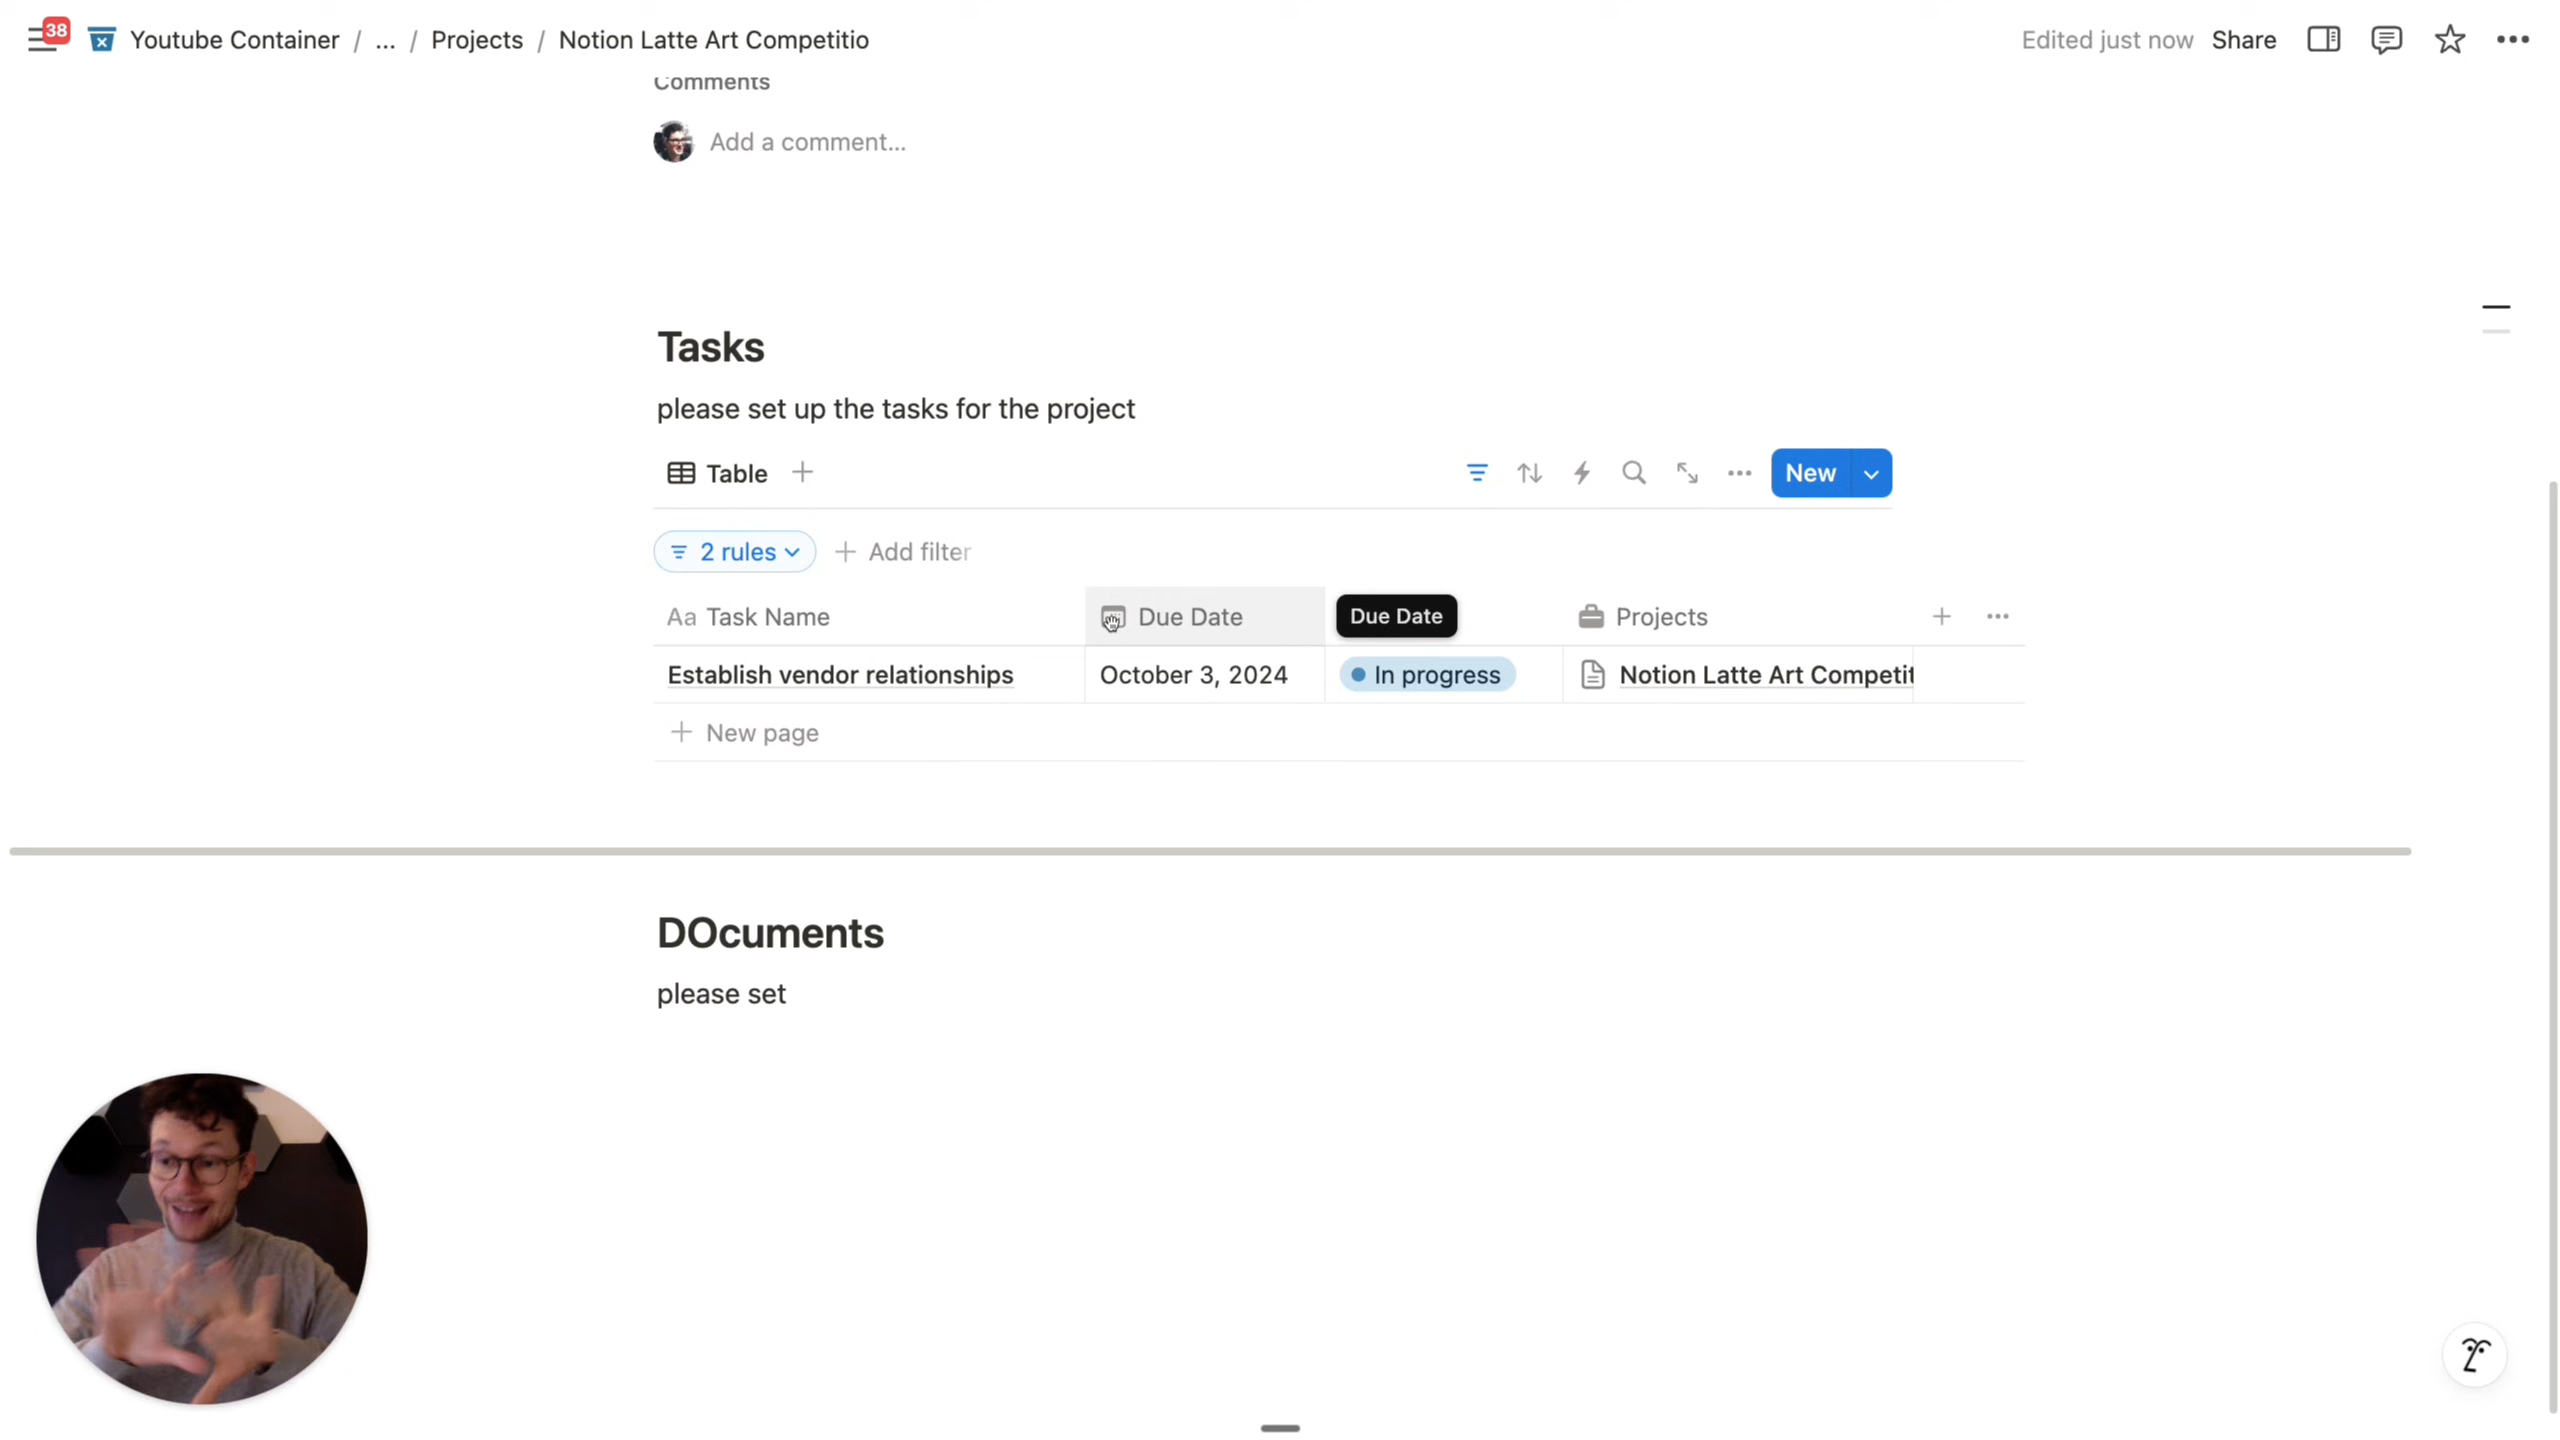 38
Youtube Container / ... / Projects / Notion Latte Art Competitio
Edited just now Share
Comments
Add a comment...
Tasks
please set up the tasks for the project
Table
New
2 rules
Add filter
Aa Task Name Due Date Due Date Projects
Establish vendor relationships October 3, 2024 In progress Notion Latte Art Competit
New page
DOcuments
please set